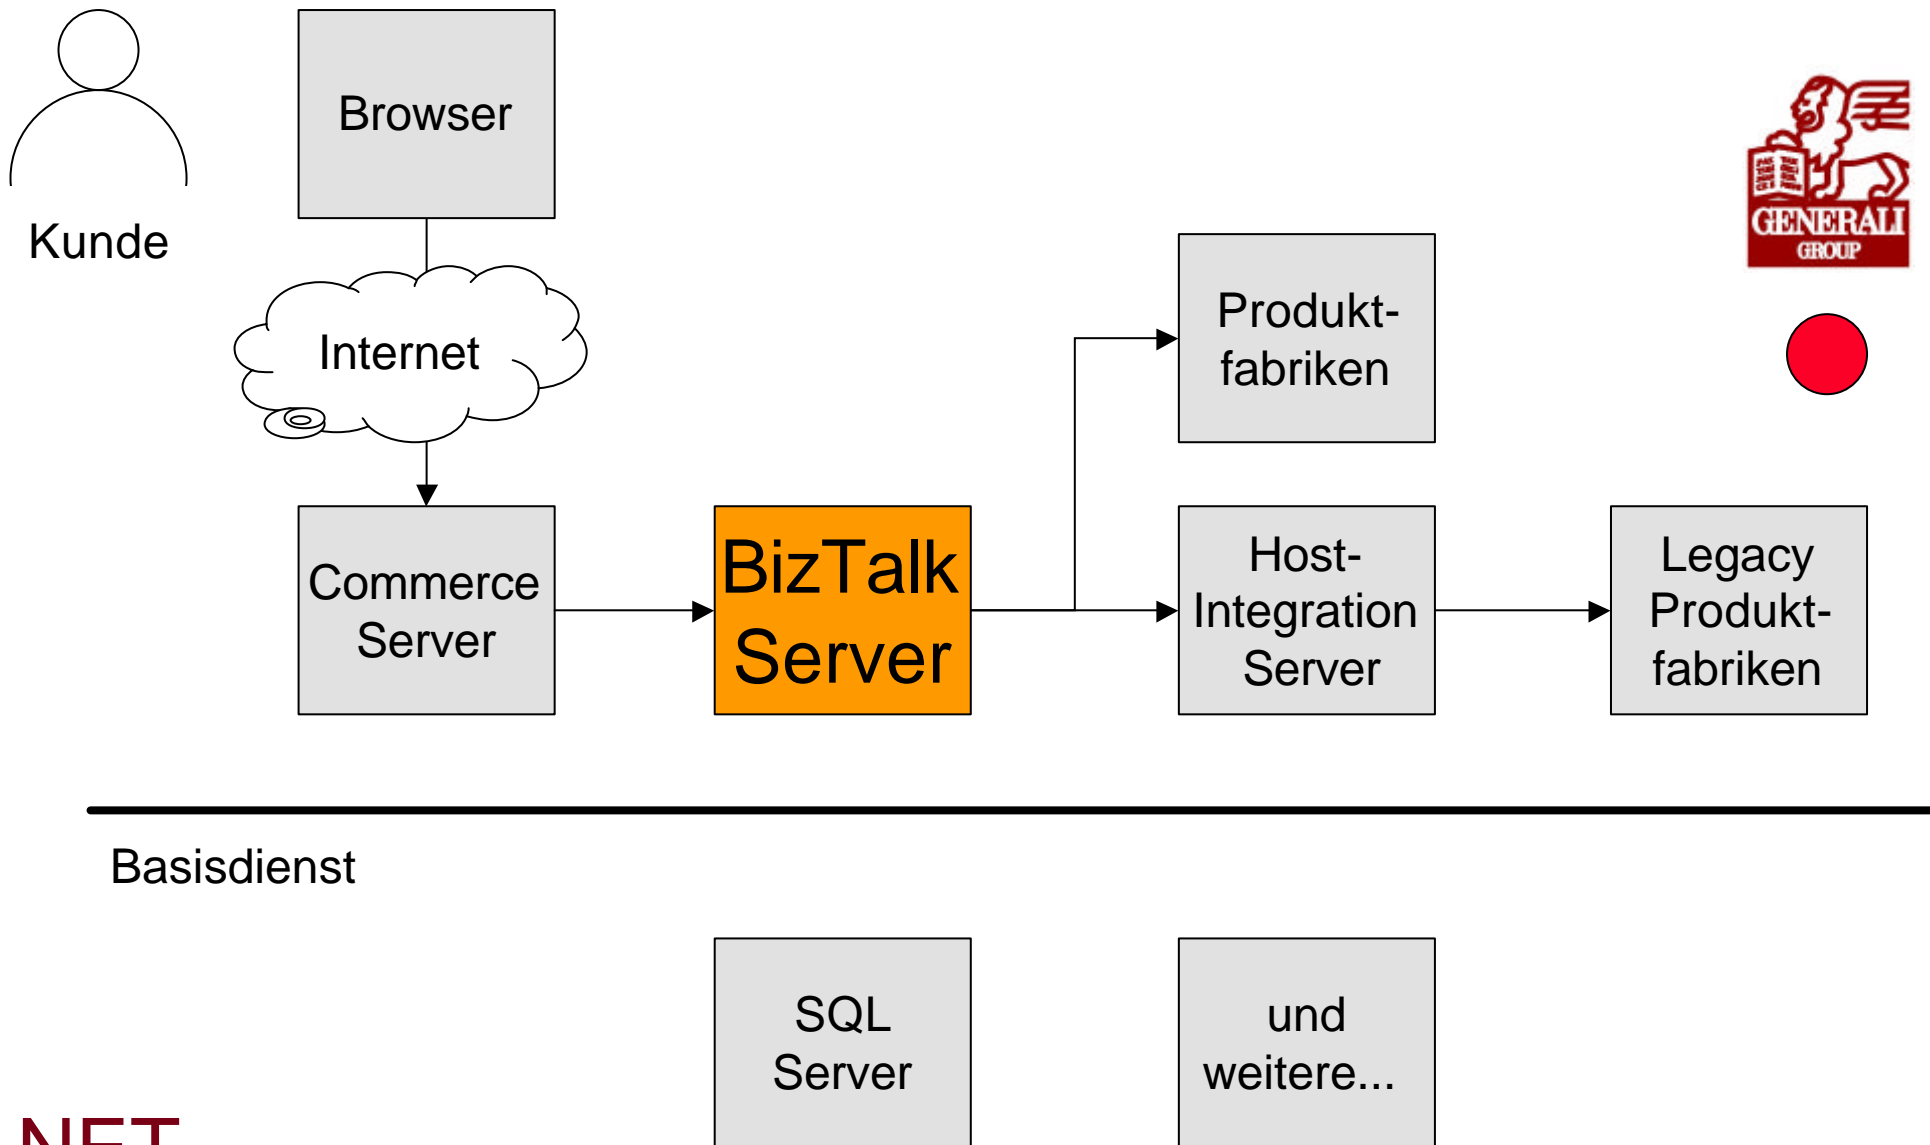 Browser
Kunde
GENERALI
GROUP
Internet
Produkt-
fabriken
Commerce
Server
BizTalk
Server
Host-
Integration
Server
Legacy
Produkt-
fabriken
Basisdienst
SQL
Server
und
weitere...
NET